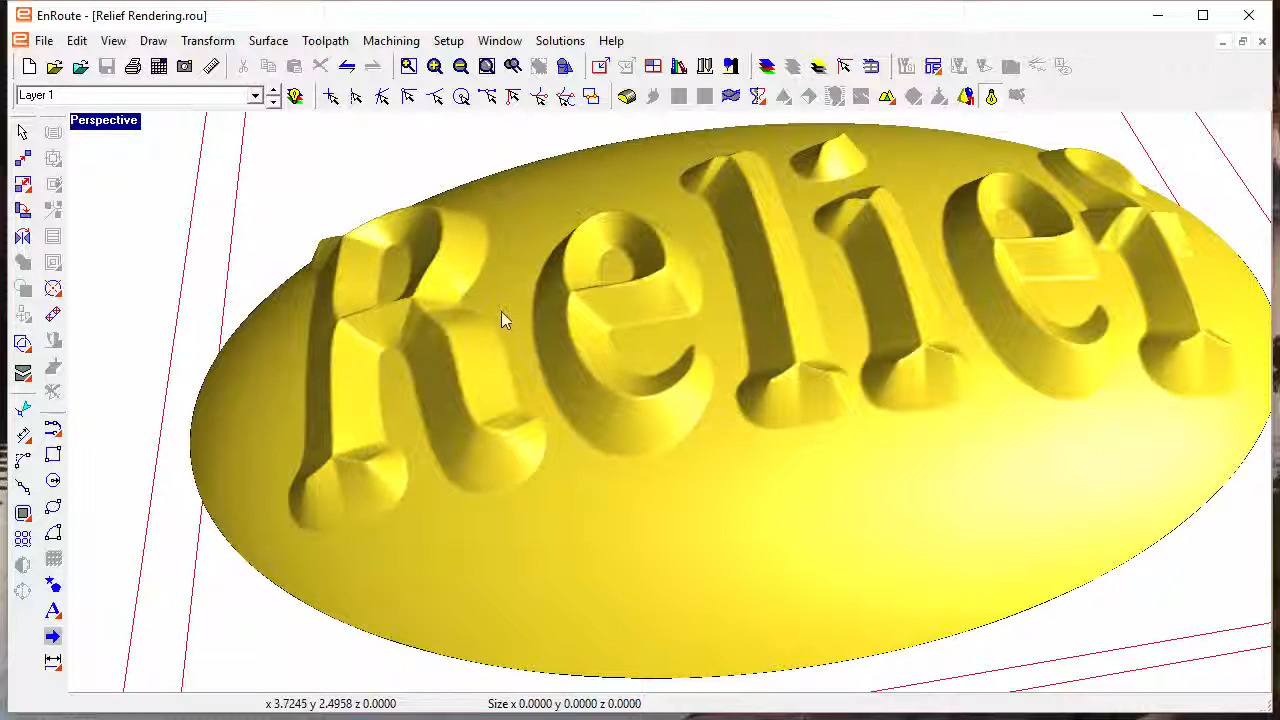 EnRoute - [Relief Rendering.rou]
File Edit View Draw Transform Surface Toolpath Machining Setup Window Solutions Help
Layer 1
Perspective
Relief
x 3.7245 y 2.4958 z 0.0000 Size x 0.0000 y 0.0000 z 0.0000